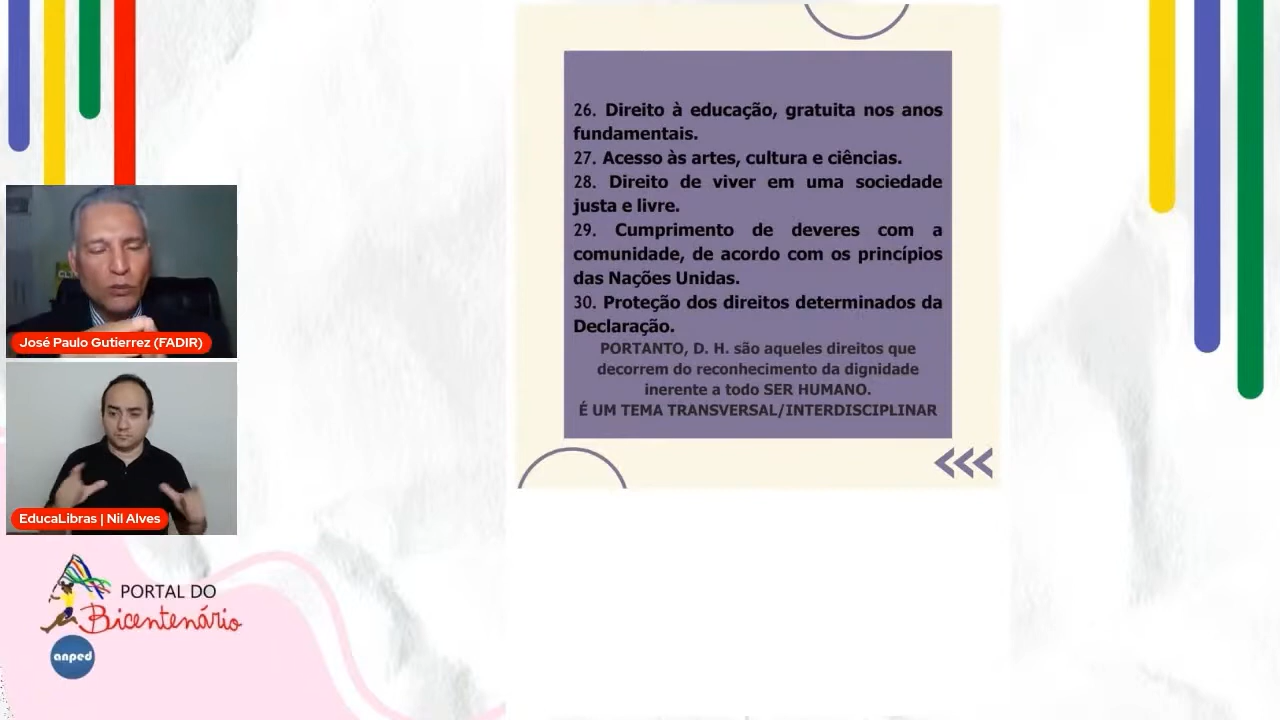 26. Direito à educação, gratuita nos anos
fundamentais.
27. Acesso às artes, cultura e ciências.
28. Direito de viver em uma sociedade
justa e livre.
29. Cumprimento de deveres com a
comunidade, de acordo com os princípios
das Nações Unidas.
30. Proteção dos direitos determinados da
Declaração.
PORTANTO, D. H. são aqueles direitos que
decorrem do reconhecimento da dignidade
inerente a todo SER HUMANO.
É UM TEMA TRANSVERSAL/INTERDISCIPLINAR
José Paulo Gutierrez (FADIR)
EducaLibras | Nil Alves
PORTAL DO
Bicentenário
anped